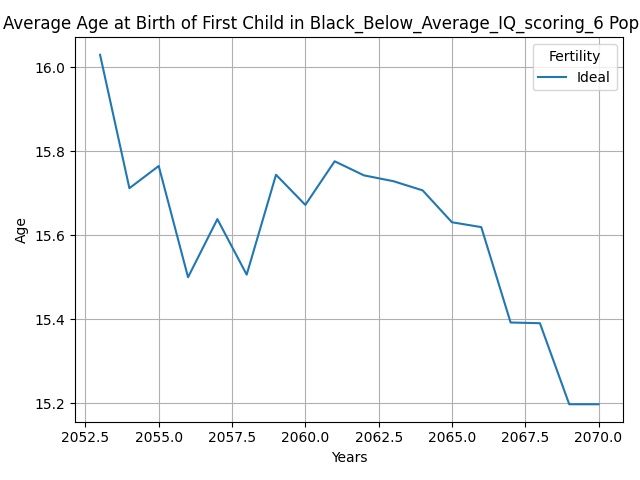 Average Age at Birth of First Child in Black_Below_Average_IQ_scoring_6 Pop
Fertility
Ideal
16.0
15.8
15.6
15.4
15.2
Age
2052.5 2055.0 2057.5 2060.0 2062.5 2065.0 2067.5 2070.0
Years